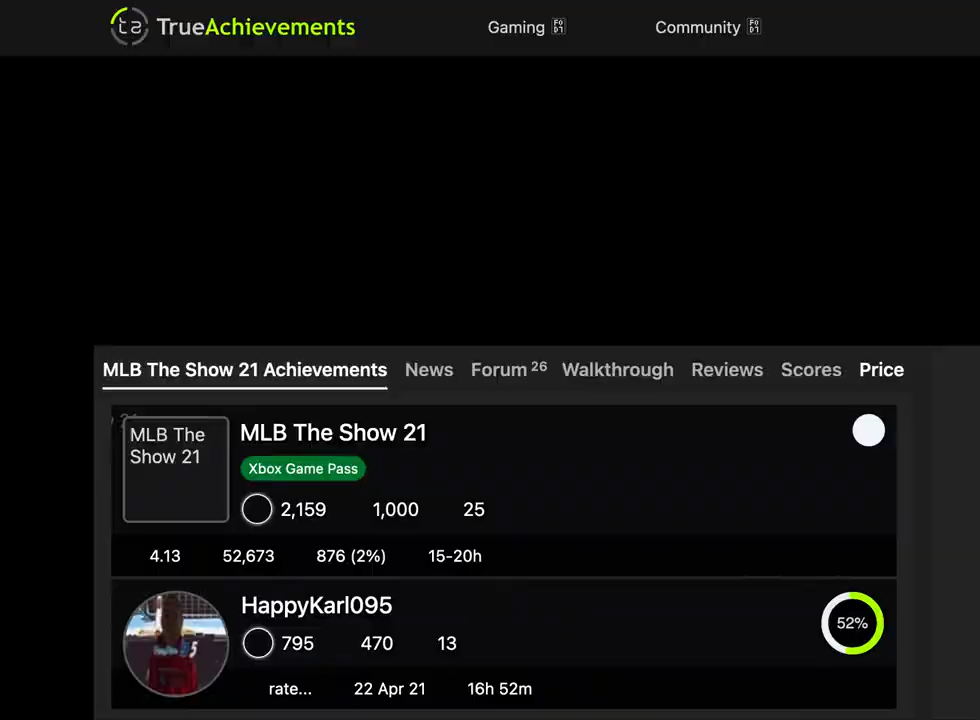 TrueAchievements
Gaming
Community
MLB The Show 21 Achievements News Forum 26 Walkthrough Reviews Scores Price
MLB The
Show 21
MLB The Show 21
Xbox Game Pass
2,159 1,000 25
4.13 52,673 876 (2%) 15-20h
HappyKarl095
795 470 13
52%
rate... 22 Apr 21 16h 52m